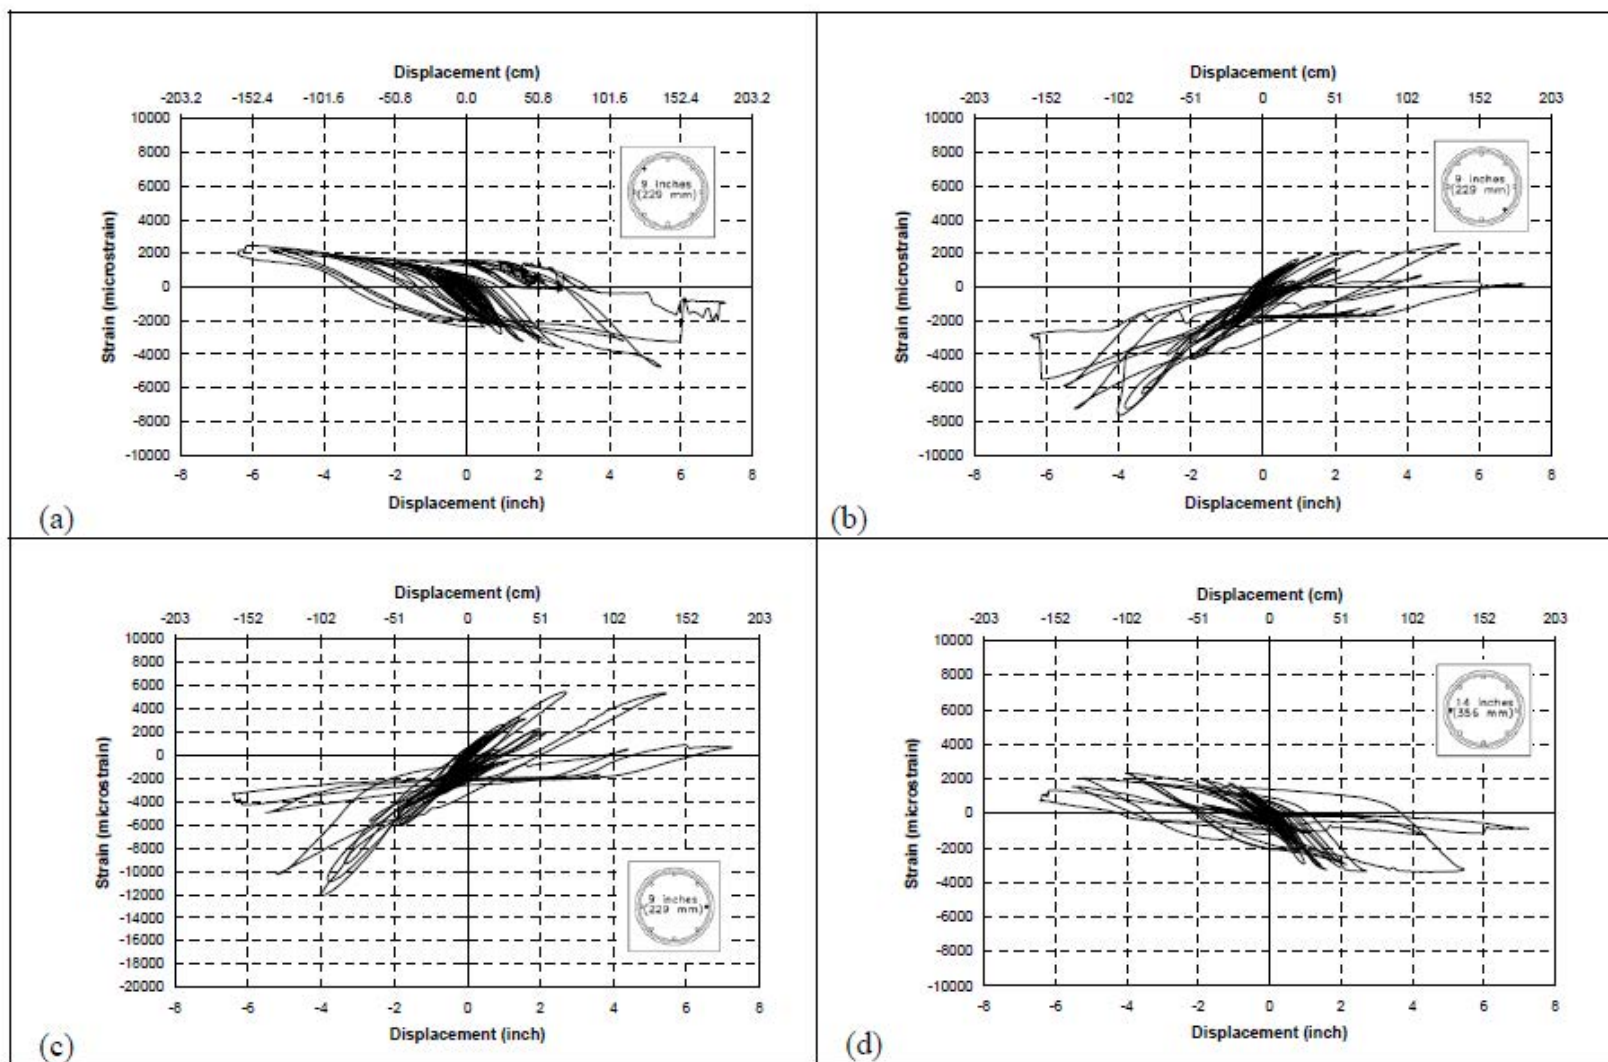 Displacement (cm)
-203.2 -152.4 -101.6 -50.8 0.0 50.8 101.6 152.4 203.2
10000
8000
6000
4000
2000
0
-2000
-4000
-6000
-8000
-10000
Strain (microstrain)
9 inches
(229 mm)
-8 -6 -4 -2 0 2 4 6 8
Displacement (inch)
(a)
Displacement (cm)
-203 -152 -102 -51 0 51 102 152 203
10000
8000
6000
4000
2000
0
-2000
-4000
-6000
-8000
-10000
Strain (microstrain)
9 inches
(229 mm)
-8 -6 -4 -2 0 2 4 6 8
Displacement (inch)
(b)
Displacement (cm)
-203 -152 -102 -51 0 51 102 152 203
10000
8000
6000
4000
2000
0
-2000
-4000
-6000
-8000
-10000
-12000
-14000
-16000
-18000
-20000
Strain (microstrain)
9 inches
(229 mm)
-8 -6 -4 -2 0 2 4 6 8
Displacement (inch)
(c)
Displacement (cm)
-203 -152 -102 -51 0 51 102 152 203
10000
8000
6000
4000
2000
0
-2000
-4000
-6000
-8000
-10000
Strain (microstrain)
14 inches
(356 mm)
-8 -6 -4 -2 0 2 4 6 8
Displacement (inch)
(d)